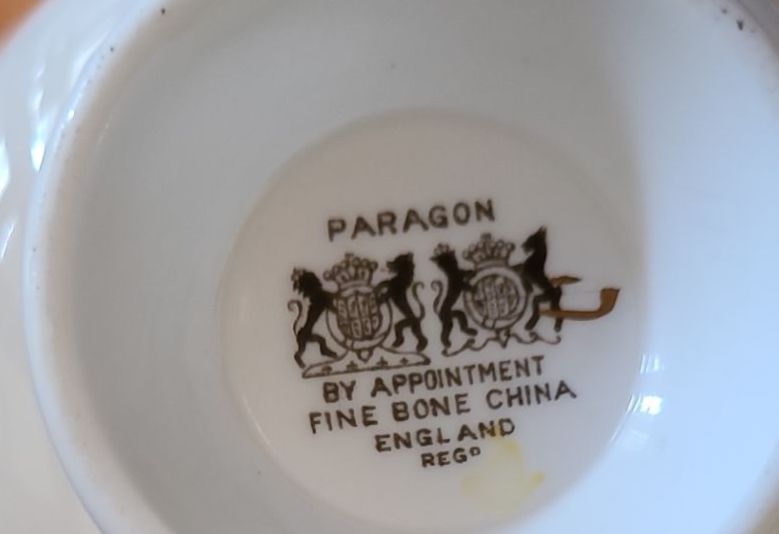 PARAGON
BY APPOINTMENT
FINE BONE CHINA
ENGLAND
REGᴰ